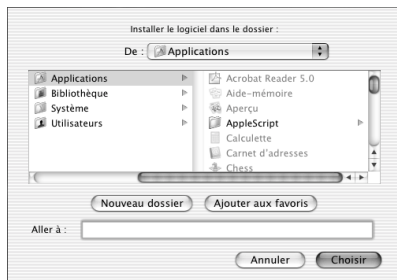 Installer le logiciel dans le dossier :
De : Applications
Applications
Bibliothèque
Système
Utilisateurs
Acrobat Reader 5.0
Aide-mémoire
Aperçu
AppleScript
Calculette
Carnet d'adresses
Chess
Nouveau dossier
Ajouter aux favoris
Aller à :
Annuler
Choisir